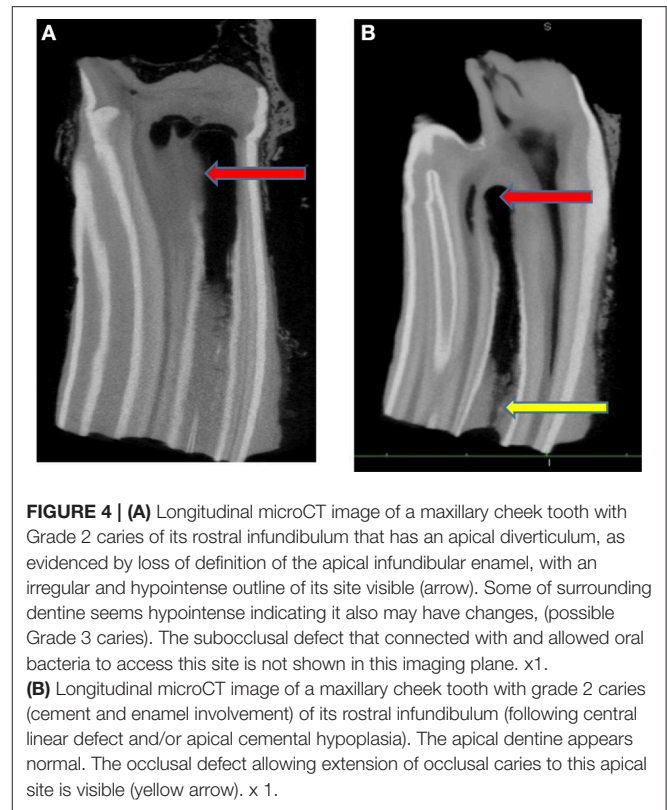 A
B
S
I
FIGURE 4 | (A) Longitudinal microCT image of a maxillary cheek tooth with
Grade 2 caries of its rostral infundibulum that has an apical diverticulum, as
evidenced by loss of definition of the apical infundibular enamel, with an
irregular and hypointense outline of its site visible (arrow). Some of surrounding
dentine seems hypointense indicating it also may have changes, (possible
Grade 3 caries). The subocclusal defect that connected with and allowed oral
bacteria to access this site is not shown in this imaging plane. x1.
(B) Longitudinal microCT image of a maxillary cheek tooth with grade 2 caries
(cement and enamel involvement) of its rostral infundibulum (following central
linear defect and/or apical cemental hypoplasia). The apical dentine appears
normal. The occlusal defect allowing extension of occlusal caries to this apical
site is visible (yellow arrow). x 1.